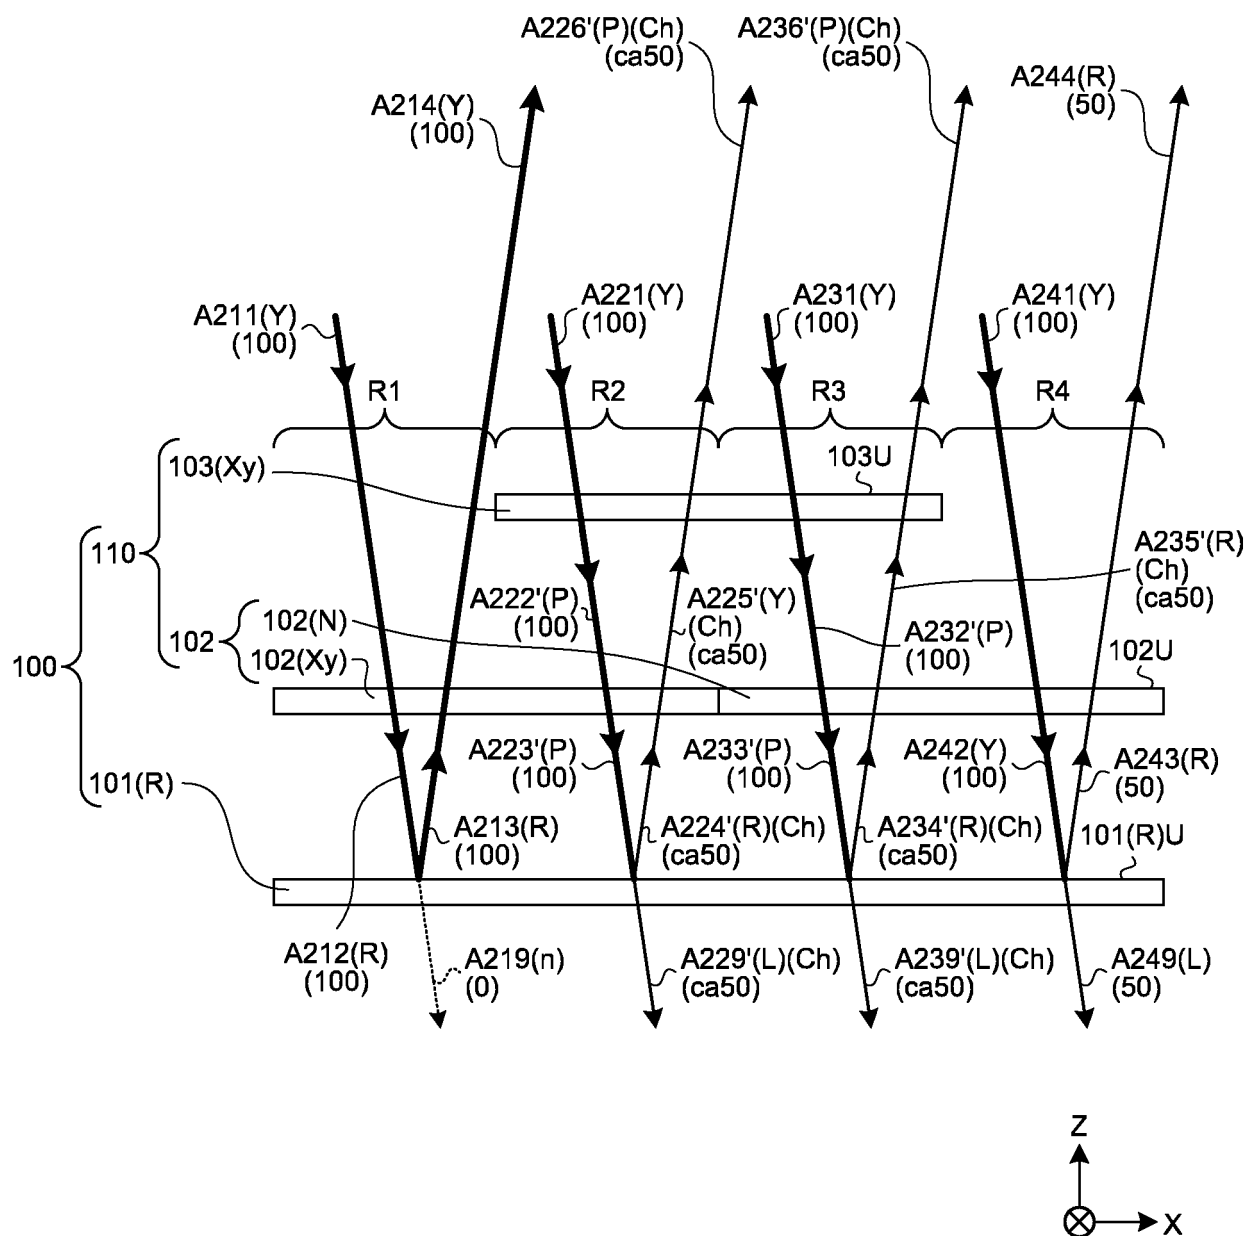 A226'(P)(Ch)
(ca50)
A236'(P)(Ch)
(ca50)
A244(R)
(50)
A214(Y)
(100)
A211(Y)
(100)
A221(Y)
(100)
A231(Y)
(100)
A241(Y)
(100)
R1
R2
R3
R4
103(Xy)
103U
110
100
102
102(N)
102(Xy)
A222'(P)
(100)
A225'(Y)
(Ch)
(ca50)
A232'(P)
(100)
A235'(R)
(Ch)
(ca50)
102U
101(R)
A223'(P)
(100)
A233'(P)
(100)
A242(Y)
(100)
A243(R)
(50)
A213(R)
(100)
A224'(R)(Ch)
(ca50)
A234'(R)(Ch)
(ca50)
101(R)U
A212(R)
(100)
A219(n)
(0)
A229'(L)(Ch)
(ca50)
A239'(L)(Ch)
(ca50)
A249(L)
(50)
Z
X